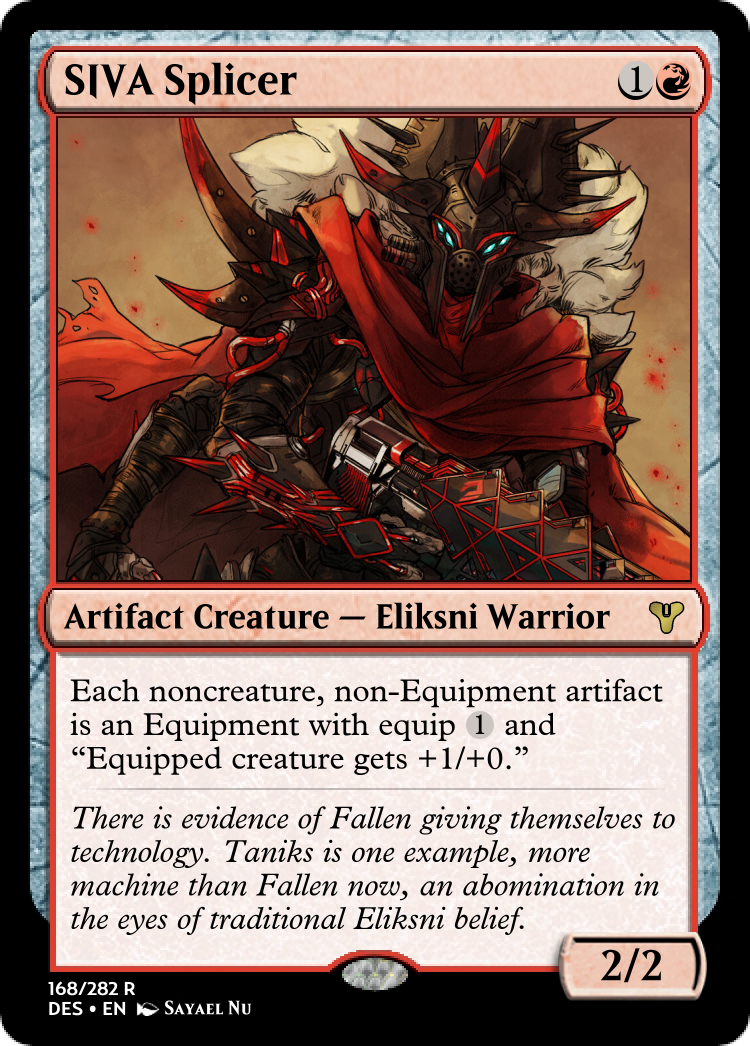 SIVA Splicer 1
Artifact Creature — Eliksni Warrior
Each noncreature, non-Equipment artifact
is an Equipment with equip 1 and
“Equipped creature gets +1/+0.”
There is evidence of Fallen giving themselves to
technology. Taniks is one example, more
machine than Fallen now, an abomination in
the eyes of traditional Eliksni belief.
2/2
168/282 R
DES • EN Sayael Nu